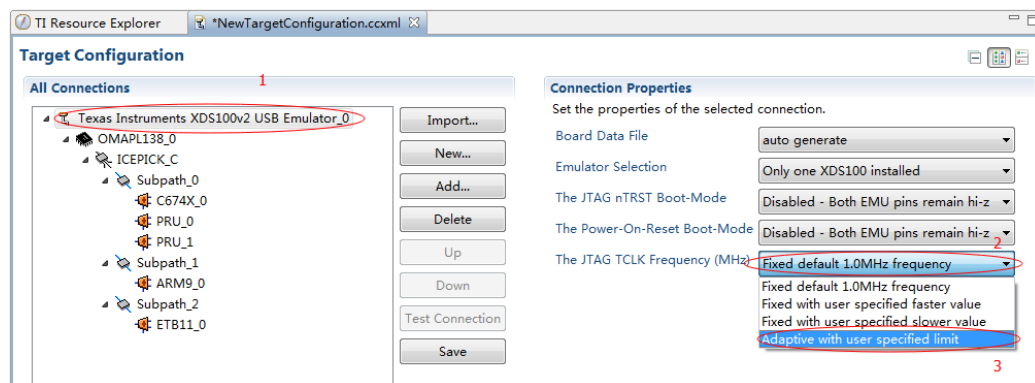 TI Resource Explorer
*NewTargetConfiguration.ccxml
Target Configuration
All Connections
1
Texas Instruments XDS100v2 USB Emulator_0
OMAPL138_0
ICEPICK_C
Subpath_0
C674X_0
PRU_0
PRU_1
Subpath_1
ARM9_0
Subpath_2
ETB11_0
Import...
New...
Add...
Delete
Up
Down
Test Connection
Save
Connection Properties
Set the properties of the selected connection.
Board Data File
auto generate
Emulator Selection
Only one XDS100 installed
The JTAG nTRST Boot-Mode
Disabled - Both EMU pins remain hi-z
The Power-On-Reset Boot-Mode
Disabled - Both EMU pins remain hi-z
2
The JTAG TCLK Frequency (MHz)
Fixed default 1.0MHz frequency
Fixed default 1.0MHz frequency
Fixed with user specified faster value
Fixed with user specified slower value
Adaptive with user specified limit
3